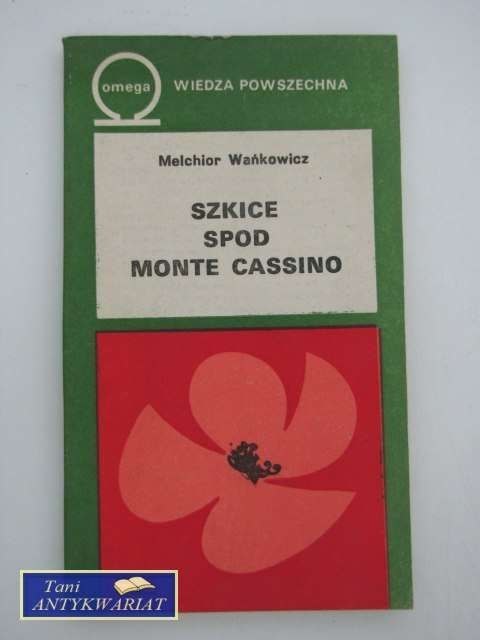 omega
WIEDZA POWSZECHNA
Melchior Wańkowicz
SZKICE
SPOD
MONTE CASSINO
Tani
ANTYKWARIAT